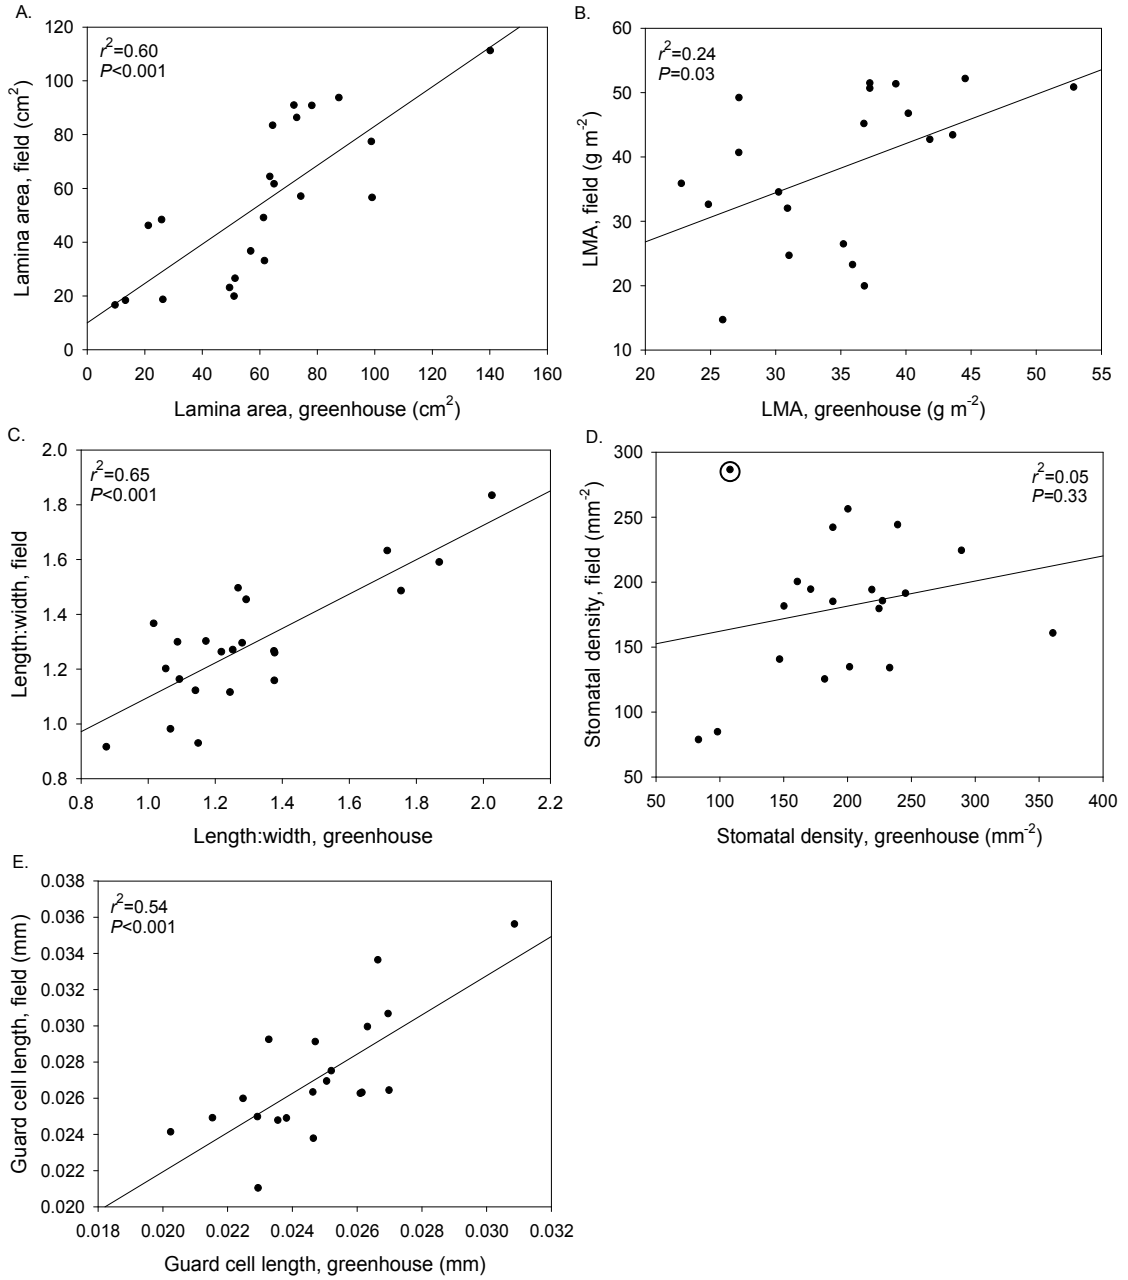 A.
r²=0.60
P<0.001
120
100
80
60
40
20
0
Lamina area, field (cm²)
0 20 40 60 80 100 120 140 160
Lamina area, greenhouse (cm²)
B.
r²=0.24
P=0.03
60
50
40
30
20
10
LMA, field (g m⁻²)
20 25 30 35 40 45 50 55
LMA, greenhouse (g m⁻²)
C.
r²=0.65
P<0.001
2.0
1.8
1.6
1.4
1.2
1.0
0.8
Length:width, field
0.8 1.0 1.2 1.4 1.6 1.8 2.0 2.2
Length:width, greenhouse
D.
r²=0.05
P=0.33
300
250
200
150
100
50
Stomatal density, field (mm⁻²)
50 100 150 200 250 300 350 400
Stomatal density, greenhouse (mm⁻²)
E.
r²=0.54
P<0.001
0.038
0.036
0.034
0.032
0.030
0.028
0.026
0.024
0.022
0.020
Guard cell length, field (mm)
0.018 0.020 0.022 0.024 0.026 0.028 0.030 0.032
Guard cell length, greenhouse (mm)